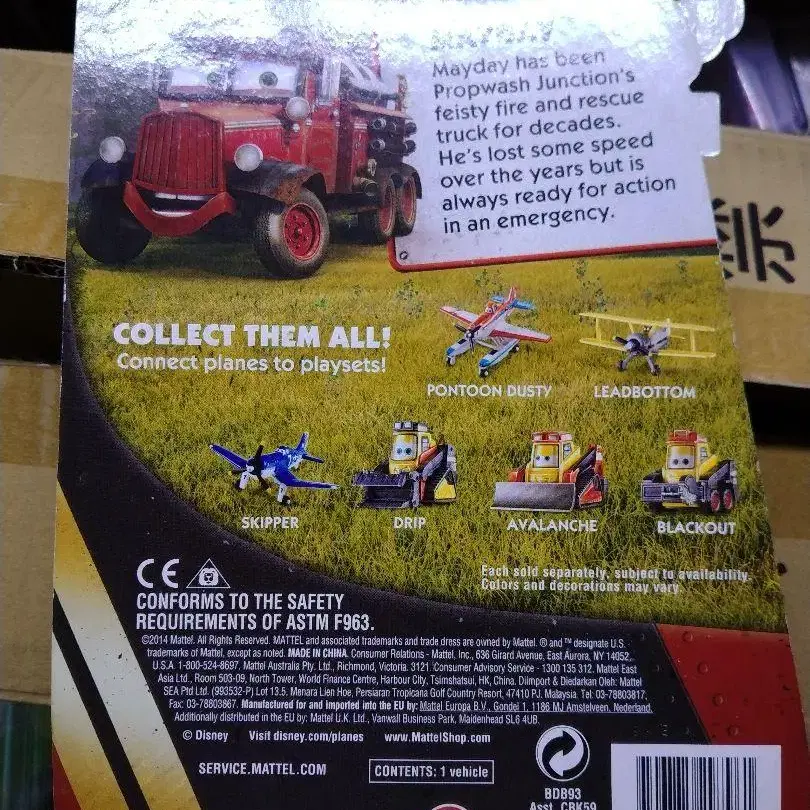 Mayday has been
Propwash Junction's
feisty fire and rescue
truck for decades.
He's lost some speed
over the years but is
always ready for action
in an emergency.
COLLECT THEM ALL!
Connect planes to playsets!
PONTOON DUSTY
LEADBOTTOM
SKIPPER
DRIP
AVALANCHE
BLACKOUT
Each sold separately, subject to availability.
Colors and decorations may vary.
CE
CONFORMS TO THE SAFETY
REQUIREMENTS OF ASTM F963.
©2014 Mattel. All Rights Reserved. MATTEL and associated trademarks and trade dress are owned by Mattel. ® and ™ designate U.S.
trademarks of Mattel, except as noted. MADE IN CHINA. Consumer Relations - Mattel, Inc., 636 Girard Avenue, East Aurora, NY 14052,
U.S.A. 1-800-524-8697. Mattel Australia Pty. Ltd., Richmond, Victoria. 3121. Consumer Advisory Service - 1300 135 312. Mattel East
Asia Ltd., Room 503-09, North Tower, World Finance Centre, Harbour City, Tsimshatsui, HK, China. Diimport & Diedarkan Oleh: Mattel
SEA Ptd Ltd. (993532-P) Lot 13.5, Menara Lien Hoe, Persiaran Tropicana Golf Country Resort, 47410 PJ. Malaysia. Tel: 03-78803817,
Fax: 03-78803867. Manufactured for and imported into the EU by: Mattel Europa B.V., Gondel 1, 1186 MJ Amstelveen, Nederland.
Additionally distributed in the EU by: Mattel U.K. Ltd., Vanwall Business Park, Maidenhead SL6 4UB.
© Disney Visit disney.com/planes www.MattelShop.com
SERVICE.MATTEL.COM
CONTENTS: 1 vehicle
BDB93
Asst. CBK59